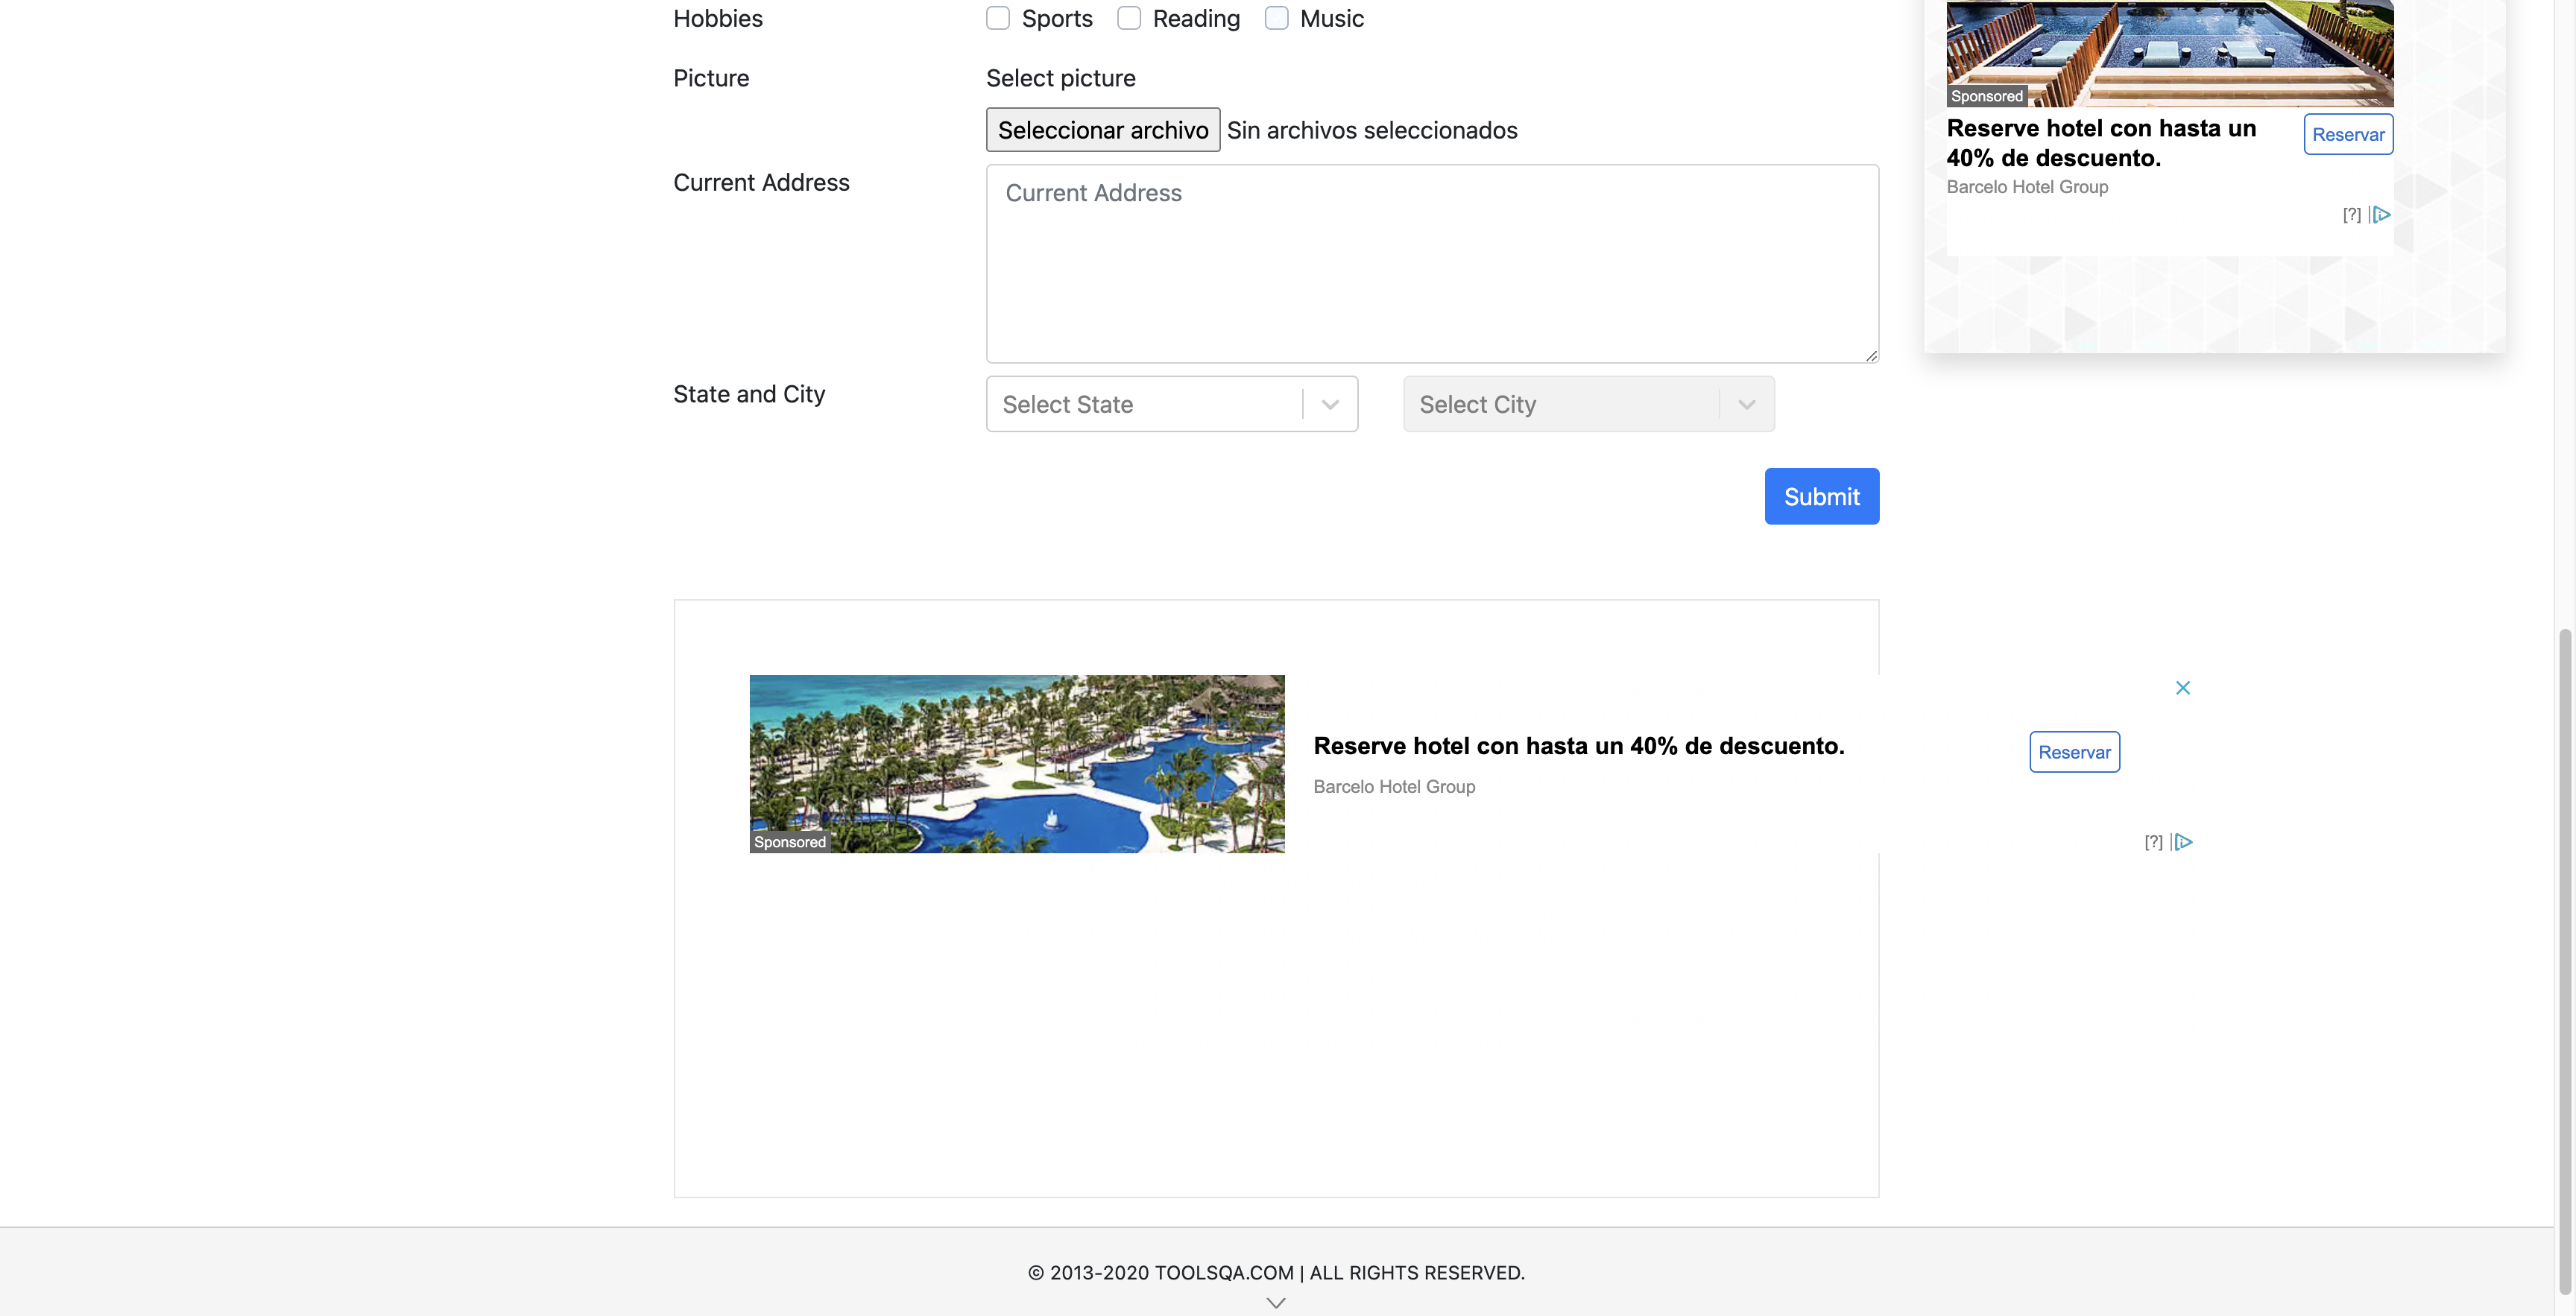 Hobbies
Sports
Reading
Music
Picture
Select picture
Seleccionar archivo
Sin archivos seleccionados
Current Address
Current Address
State and City
Select State
Select City
Submit
Sponsored
Reserve hotel con hasta un
40% de descuento.
Reservar
Barcelo Hotel Group
[?]
Sponsored
Reserve hotel con hasta un 40% de descuento.
Barcelo Hotel Group
Reservar
[?]
© 2013-2020 TOOLSQA.COM | ALL RIGHTS RESERVED.